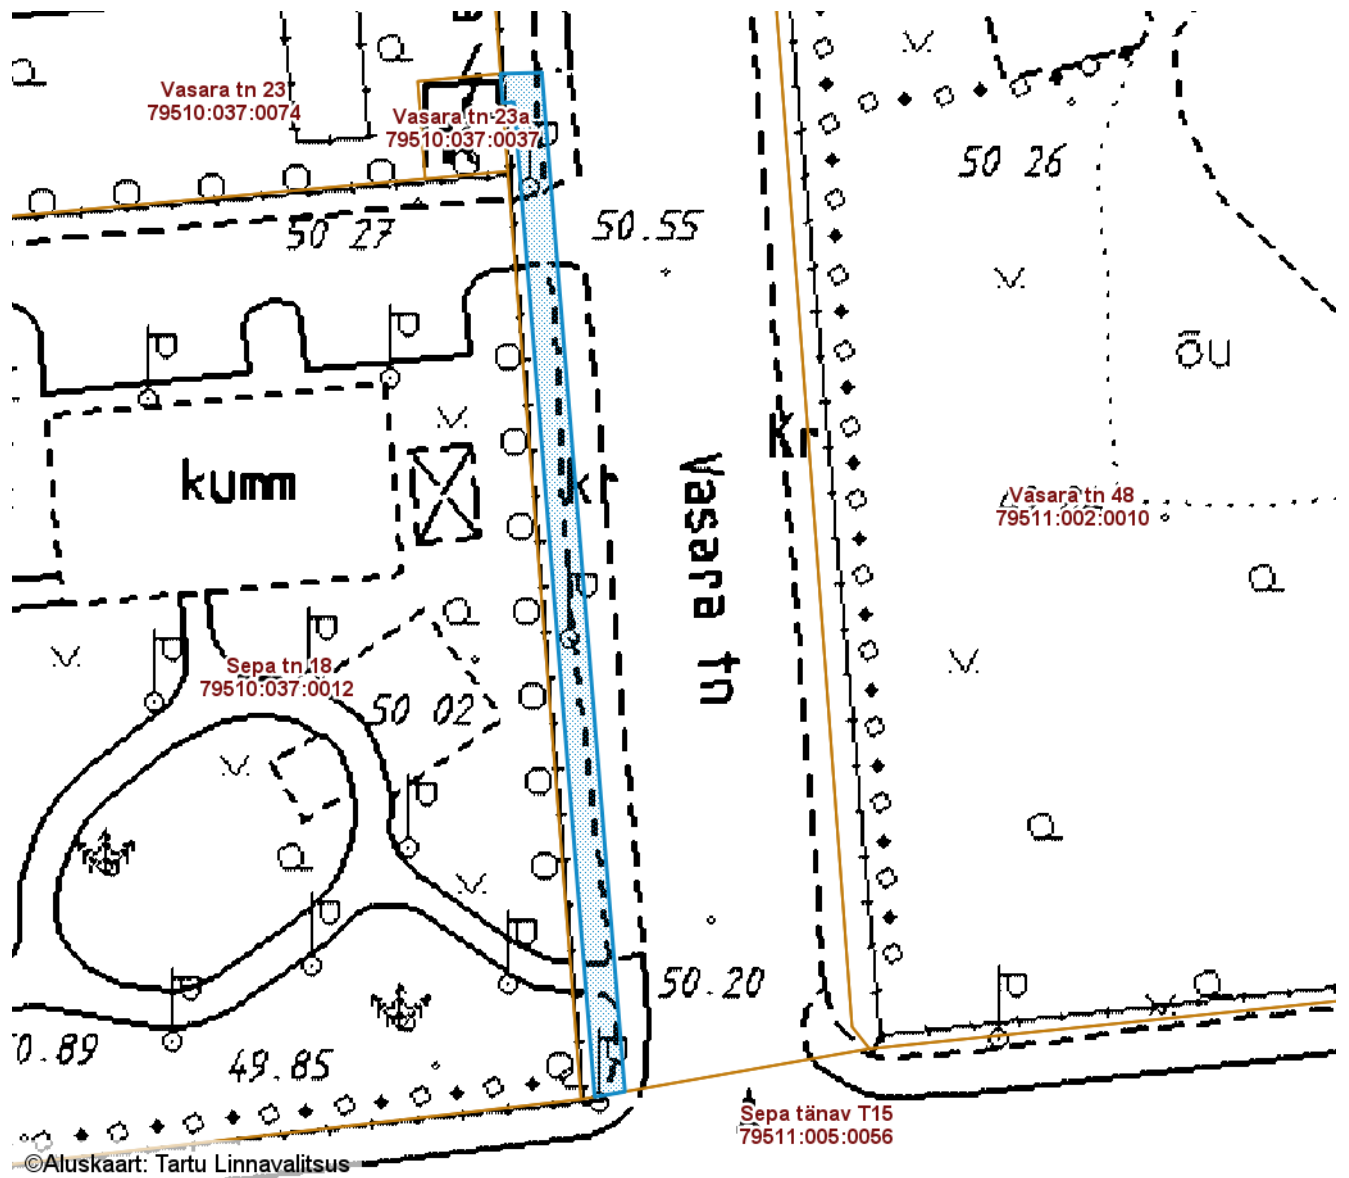 Vasara tn 23
79510:037:0074
Vasara tn 23a
79510:037:0037
50 26
50 27
50.55
õu
kumm
Kr
Kr
Vasara tn
Vasara tn 48
79511:002:0010
Sepa tn 18
79510:037:0012
50 02
50.20
0.89
49.85
Sepa tänav T15
79511:005:0056
©Aluskaart: Tartu Linnavalitsus